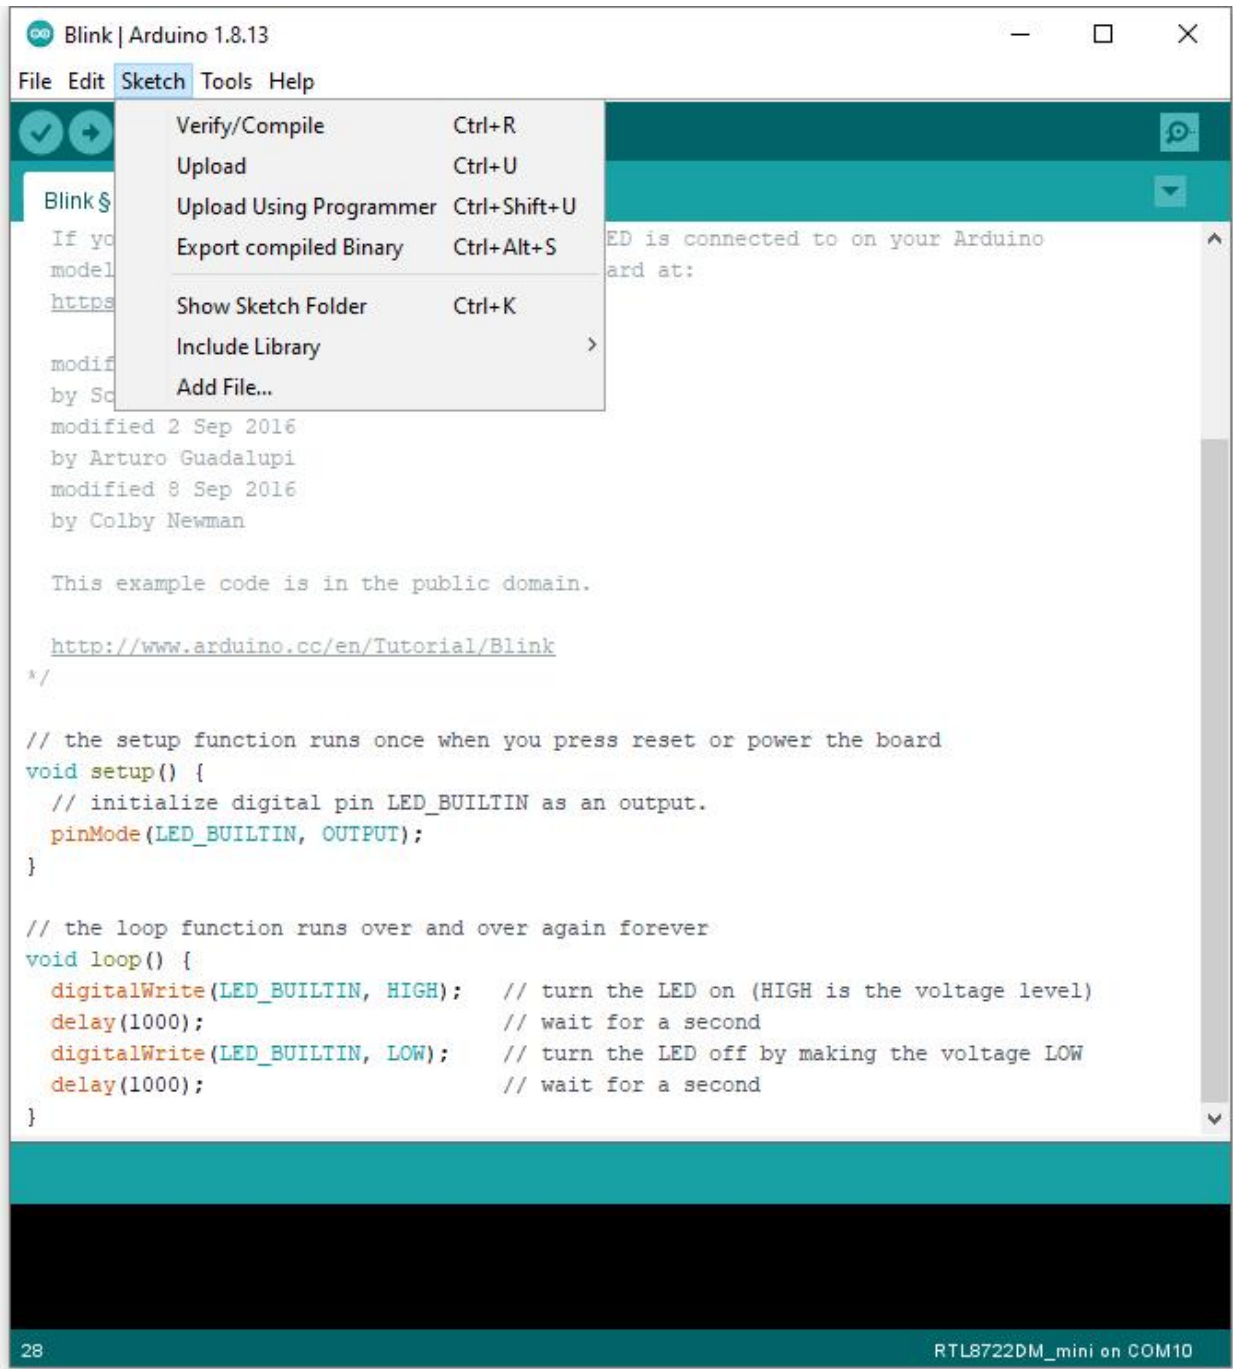 Blink | Arduino 1.8.13
File Edit Sketch Tools Help
Verify/Compile Ctrl+R
Upload Ctrl+U
Upload Using Programmer Ctrl+Shift+U
Export compiled Binary Ctrl+Alt+S
Show Sketch Folder Ctrl+K
Include Library
Add File...
Blink §
If yo ED is connected to on your Arduino
model ard at:
https
modif
by Sc
modified 2 Sep 2016
by Arturo Guadalupi
modified 8 Sep 2016
by Colby Newman
This example code is in the public domain.
http://www.arduino.cc/en/Tutorial/Blink
*/
// the setup function runs once when you press reset or power the board
void setup() {
  // initialize digital pin LED_BUILTIN as an output.
  pinMode(LED_BUILTIN, OUTPUT);
}
// the loop function runs over and over again forever
void loop() {
  digitalWrite(LED_BUILTIN, HIGH);   // turn the LED on (HIGH is the voltage level)
  delay(1000);                       // wait for a second
  digitalWrite(LED_BUILTIN, LOW);    // turn the LED off by making the voltage LOW
  delay(1000);                       // wait for a second
}
28 RTL8722DM_mini on COM10